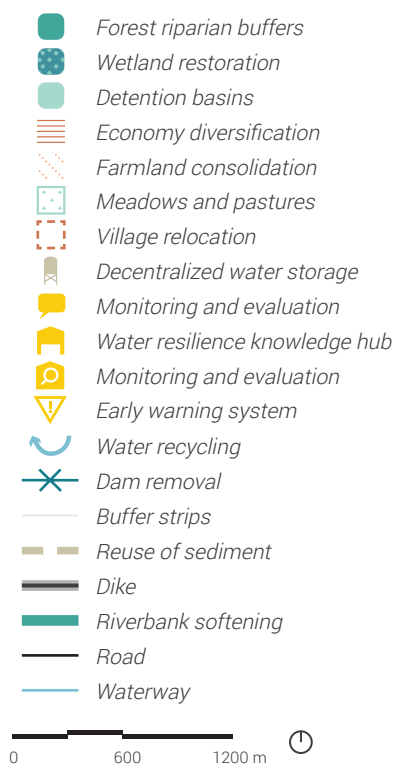 Forest riparian buffers
Wetland restoration
Detention basins
Economy diversification
Farmland consolidation
Meadows and pastures
Village relocation
Decentralized water storage
Monitoring and evaluation
Water resilience knowledge hub
Monitoring and evaluation
Early warning system
Water recycling
Dam removal
Buffer strips
Reuse of sediment
Dike
Riverbank softening
Road
Waterway
0 600 1200 m